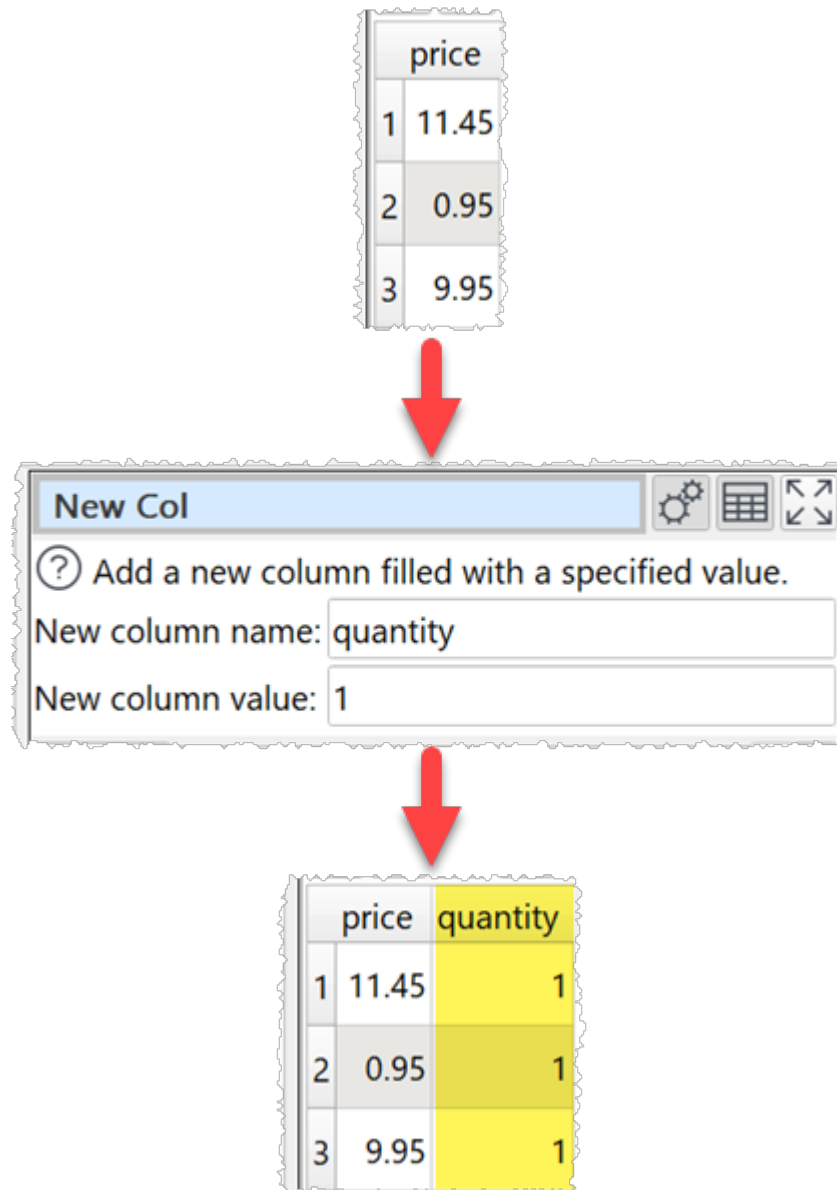 price
1 11.45
2 0.95
3 9.95
New Col
? Add a new column filled with a specified value.
New column name: quantity
New column value: 1
price quantity
1 11.45 1
2 0.95 1
3 9.95 1